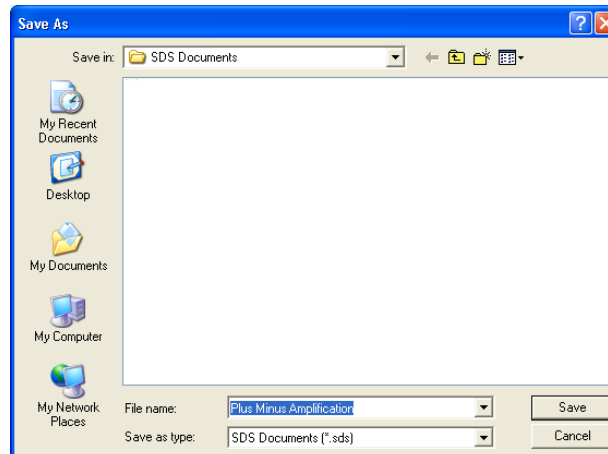 Save As
Save in:
SDS Documents
My Recent
Documents
Desktop
My Documents
My Computer
My Network
Places
File name:
Plus Minus Amplification
Save
Save as type:
SDS Documents (*.sds)
Cancel